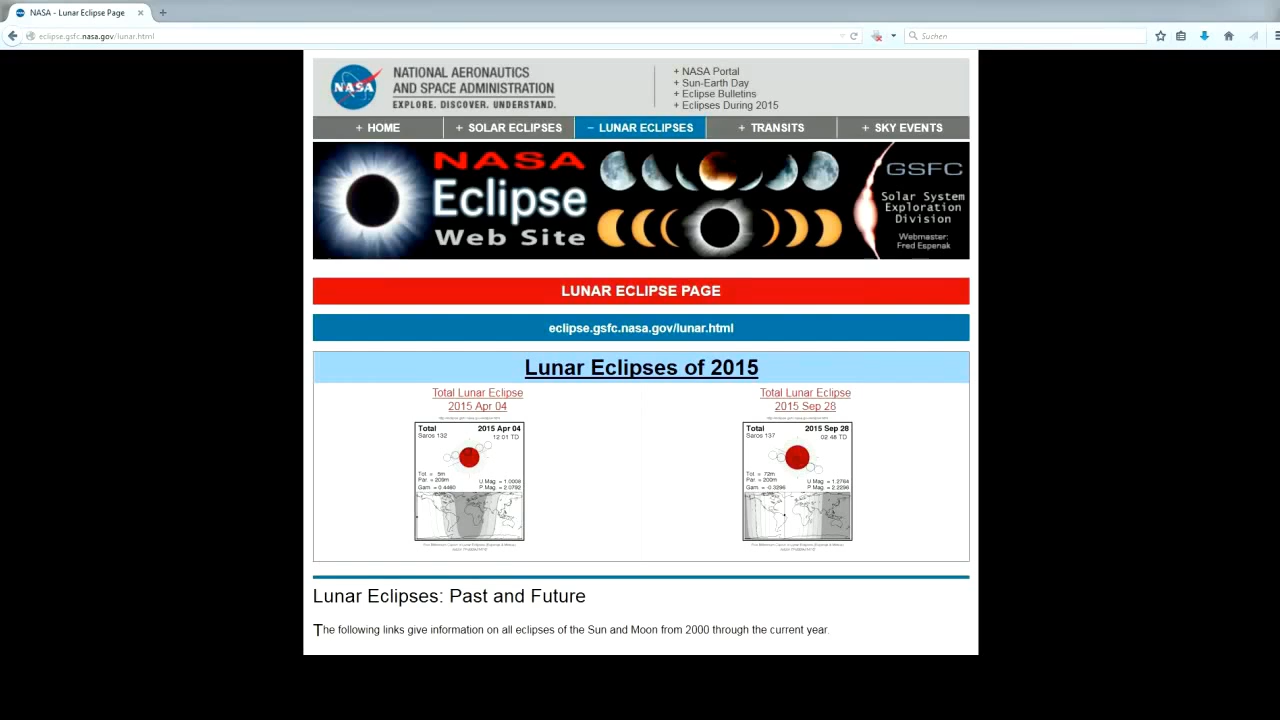 NASA - Lunar Eclipse Page
eclipse.gsfc.nasa.gov/lunar.html
Suchen
NASA
NATIONAL AERONAUTICS
AND SPACE ADMINISTRATION
EXPLORE. DISCOVER. UNDERSTAND.
+ NASA Portal
+ Sun-Earth Day
+ Eclipse Bulletins
+ Eclipses During 2015
+ HOME
+ SOLAR ECLIPSES
− LUNAR ECLIPSES
+ TRANSITS
+ SKY EVENTS
NASA
Eclipse
Web Site
GSFC
Solar System
Exploration
Division
Webmaster:
Fred Espenak
LUNAR ECLIPSE PAGE
eclipse.gsfc.nasa.gov/lunar.html
Lunar Eclipses of 2015
Total Lunar Eclipse
2015 Apr 04
Total 2015 Apr 04
Saros 132 12:01 TD
Tot = 5m
Par = 209m U Mag = 1.0008
Gam = 0.4460 P Mag = 2.0792
Total Lunar Eclipse
2015 Sep 28
Total 2015 Sep 28
Saros 137 02:48 TD
Tot = 72m
Par = 200m U Mag = 1.2764
Gam = -0.3296 P Mag = 2.2296
Lunar Eclipses: Past and Future
The following links give information on all eclipses of the Sun and Moon from 2000 through the current year.